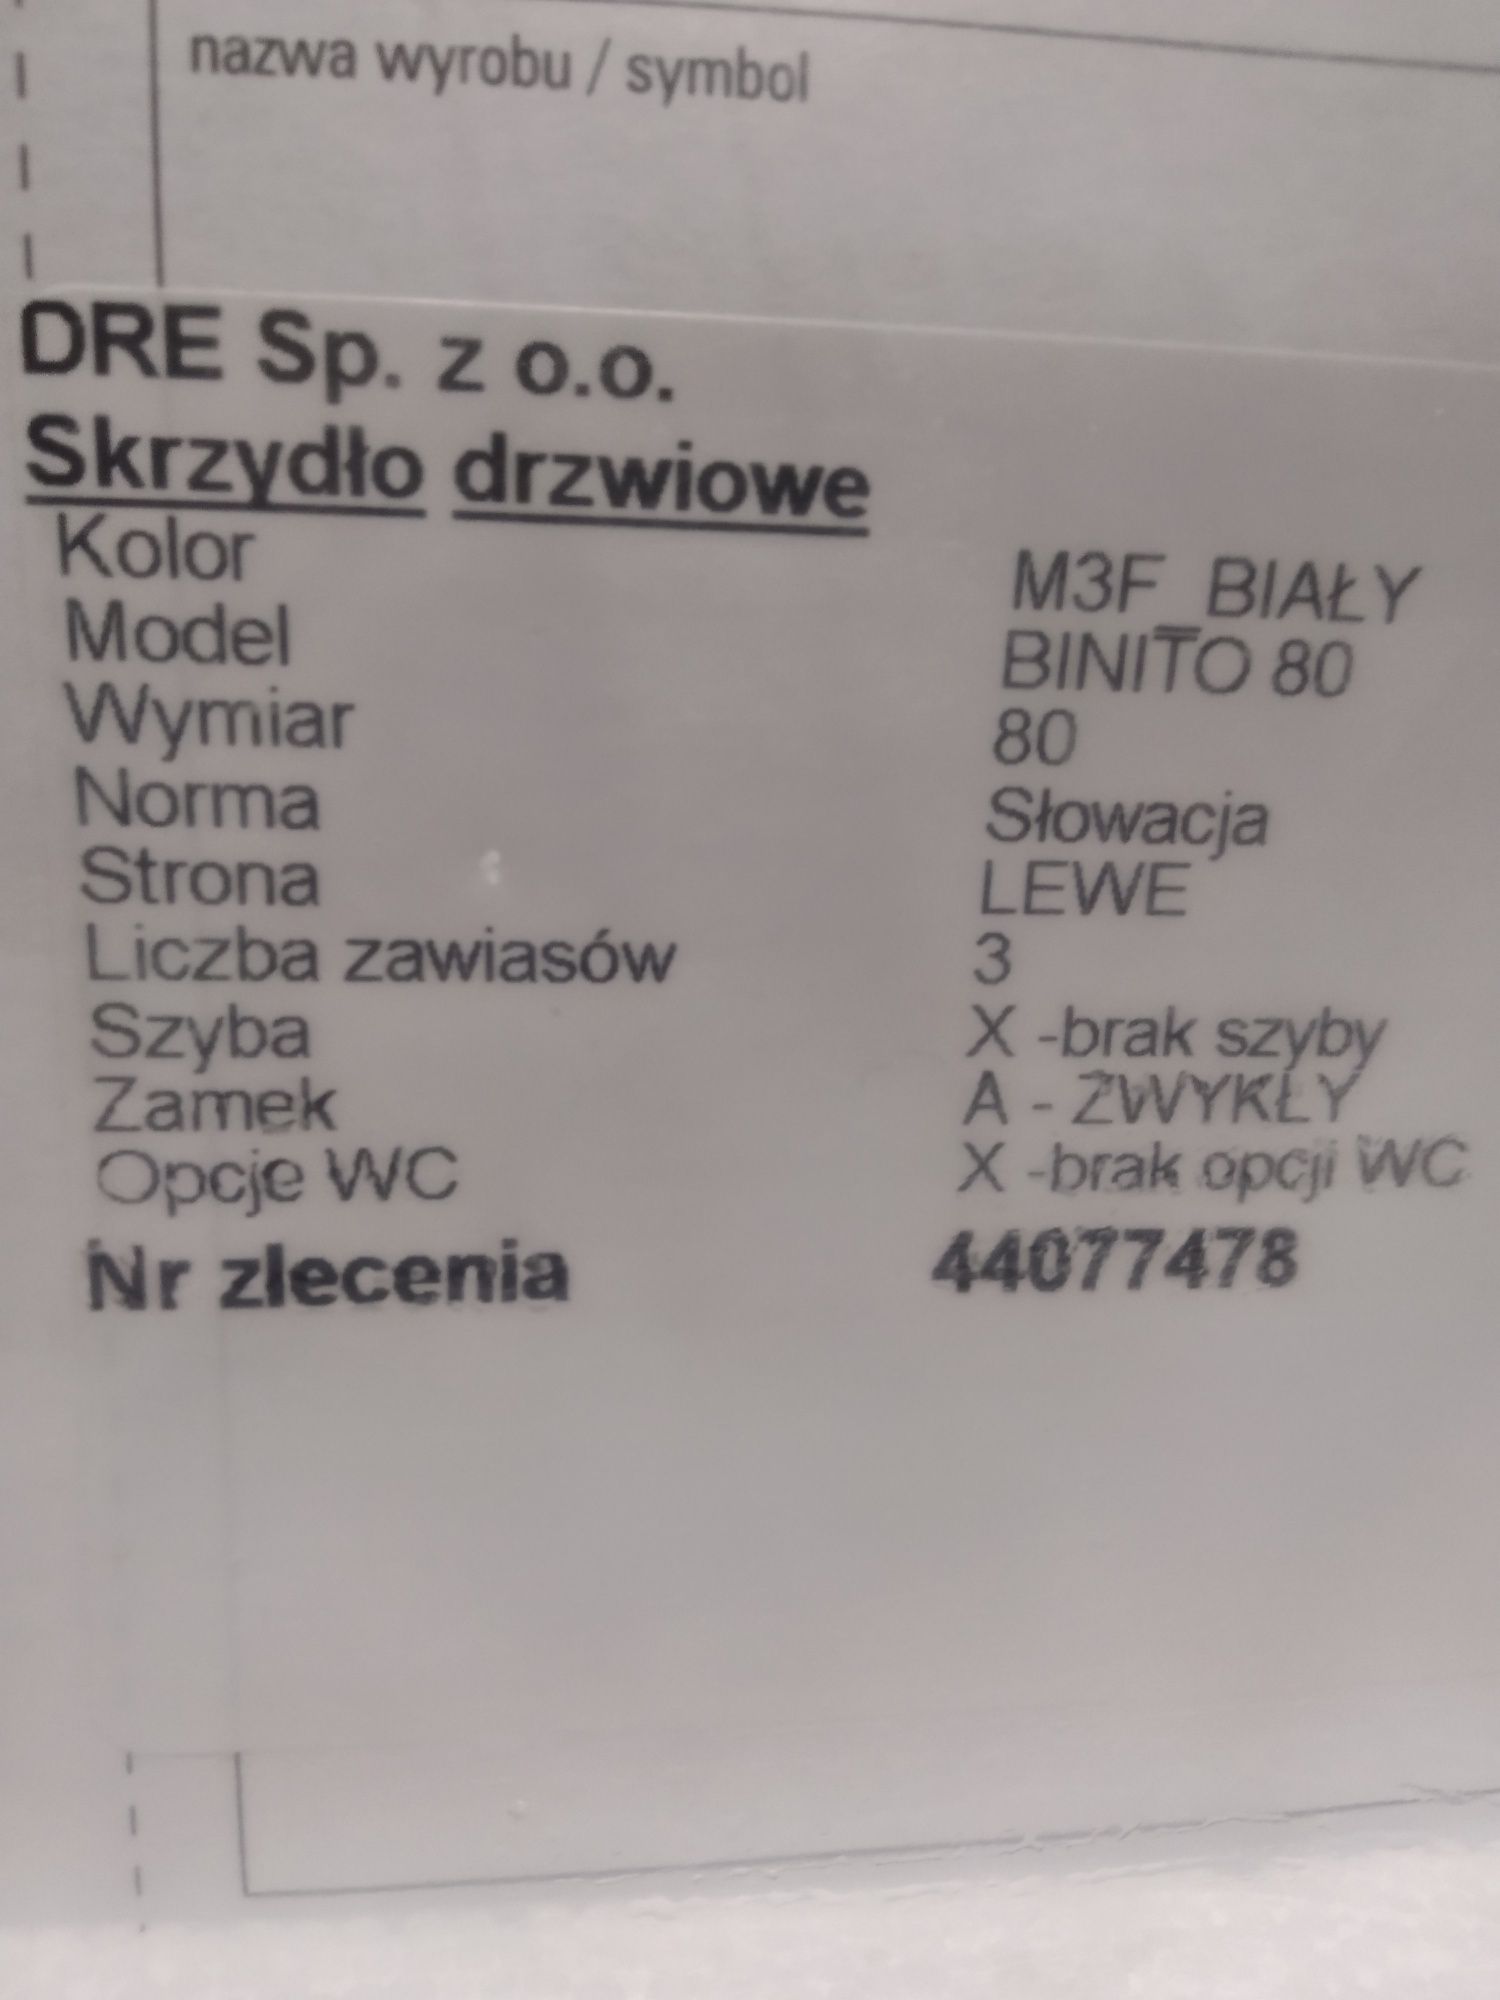 nazwa wyrobu / symbol
DRE Sp. z o.o.
Skrzydło drzwiowe
Kolor M3F_BIAŁY
Model BINITO 80
Wymiar 80
Norma Słowacja
Strona LEWE
Liczba zawiasów 3
Szyba X -brak szyby
Zamek A - ZWYKŁY
Opcje WC X -brak opcji WC
Nr zlecenia 44077478